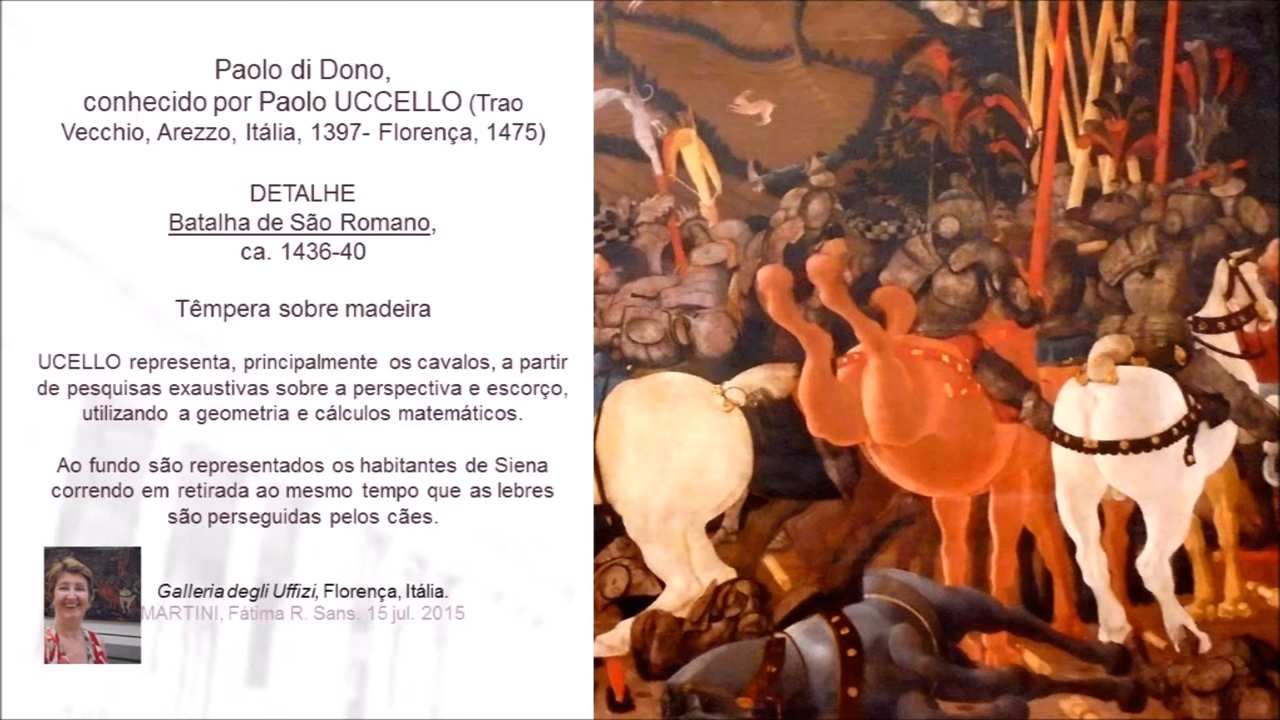 Paolo di Dono,
conhecido por Paolo UCCELLO (Trao
Vecchio, Arezzo, Itália, 1397- Florença, 1475)
DETALHE
Batalha de São Romano,
ca. 1436-40
Têmpera sobre madeira
UCELLO representa, principalmente os cavalos, a partir
de pesquisas exaustivas sobre a perspectiva e escorço,
utilizando a geometria e cálculos matemáticos.
Ao fundo são representados os habitantes de Siena
correndo em retirada ao mesmo tempo que as lebres
são perseguidas pelos cães.
Galleria degli Uffizi, Florença, Itália.
MARTINI, Fátima R. Sans. 15 jul. 2015